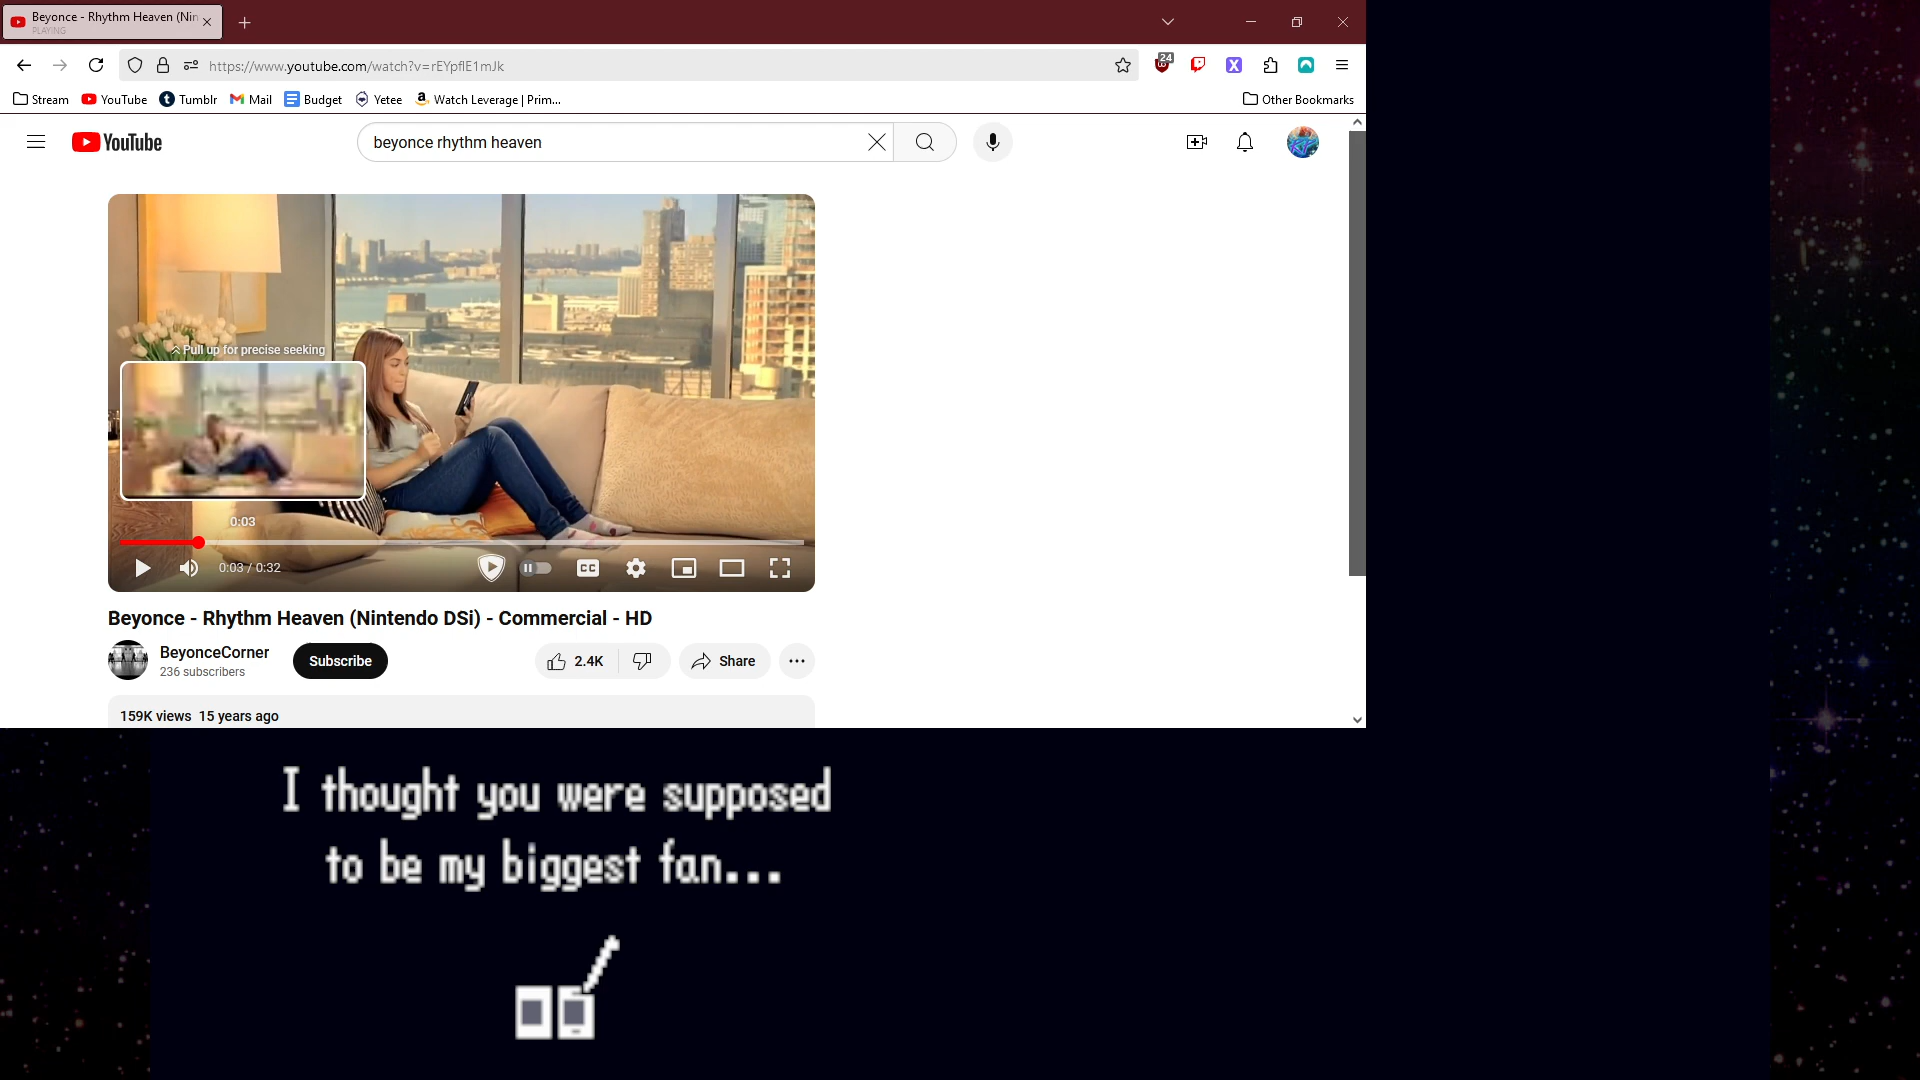 Beyonce - Rhythm Heaven (Nin
PLAYING
https://www.youtube.com/watch?v=rEYpflE1mJk
24
Stream
YouTube
Tumblr
Mail
Budget
Yetee
Watch Leverage | Prim...
Other Bookmarks
YouTube
beyonce rhythm heaven
Pull up for precise seeking
0:03
0:03 / 0:32
CC
Beyonce - Rhythm Heaven (Nintendo DSi) - Commercial - HD
BeyonceCorner
236 subscribers
Subscribe
2.4K
Share
159K views 15 years ago
I thought you were supposed
to be my biggest fan...